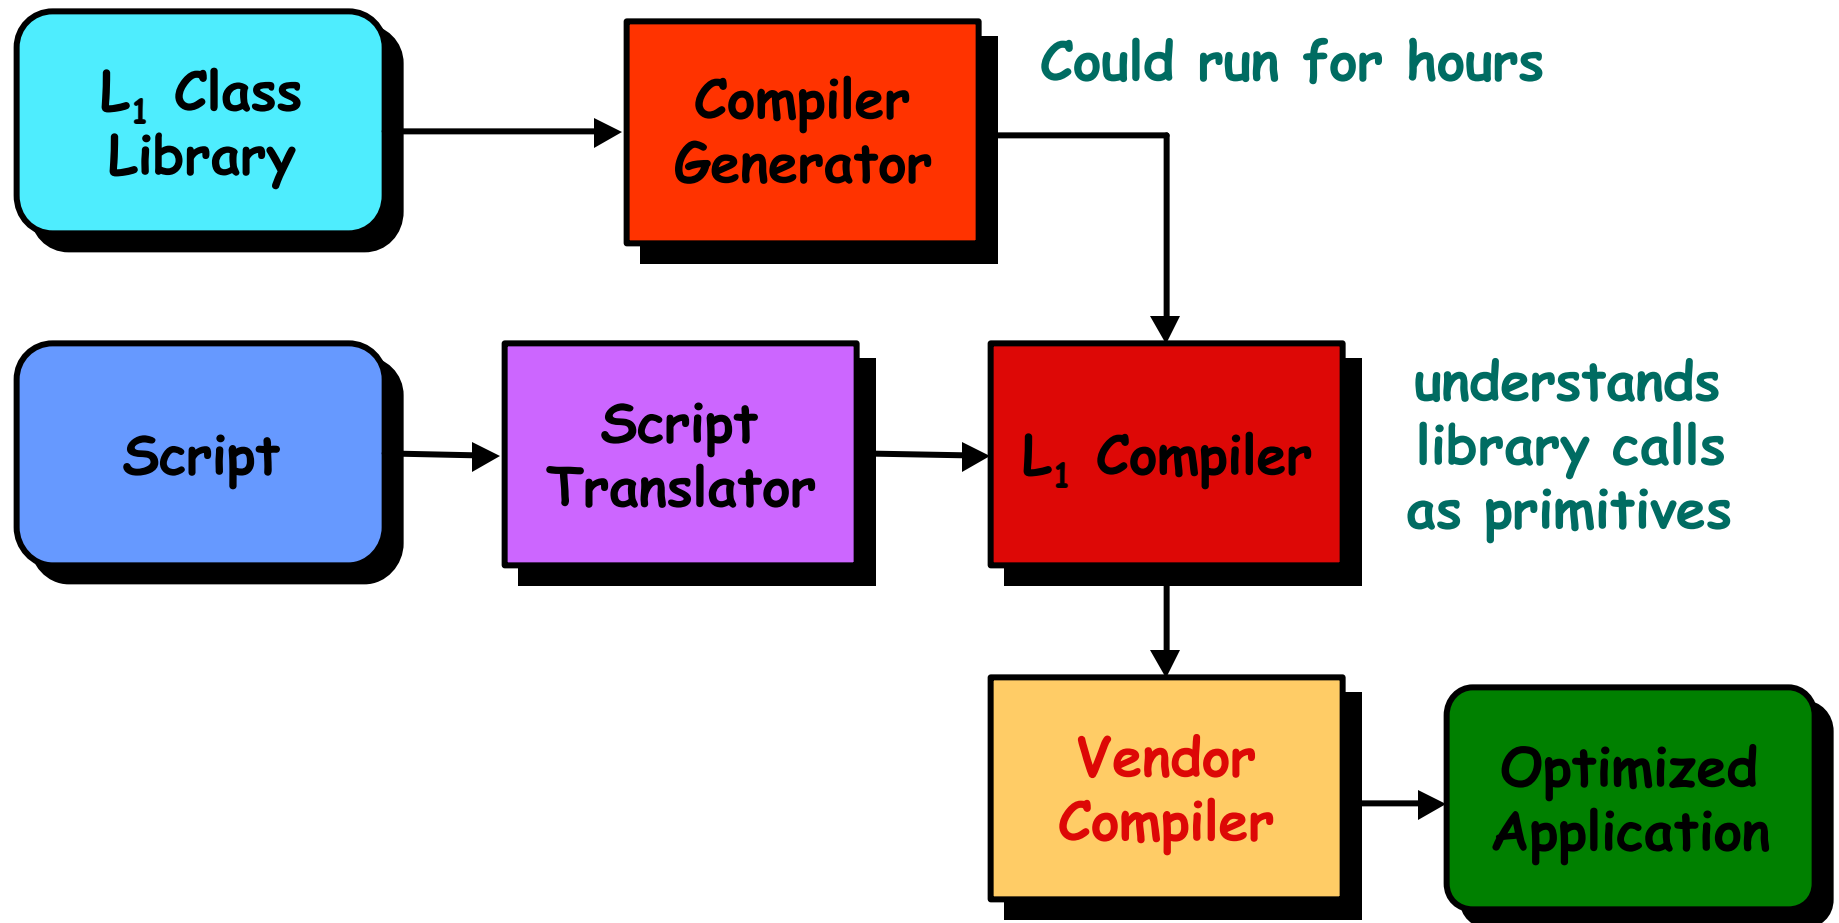 L₁ Class
Library
Compiler
Generator
Could run for hours
Script
Script
Translator
L₁ Compiler
understands
library calls
as primitives
Vendor
Compiler
Optimized
Application